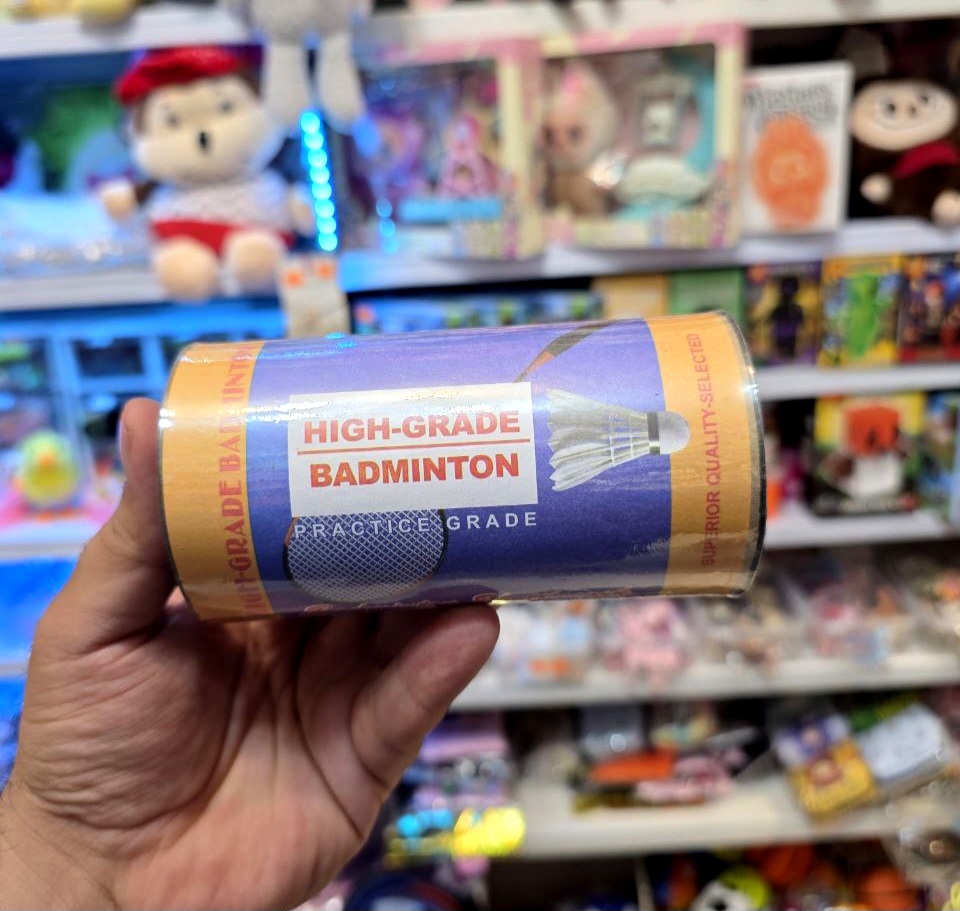 HIGH-GRADE BADMINTON
HIGH-GRADE
BADMINTON
PRACTICE GRADE
SUPERIOR QUALITY-SELECTED